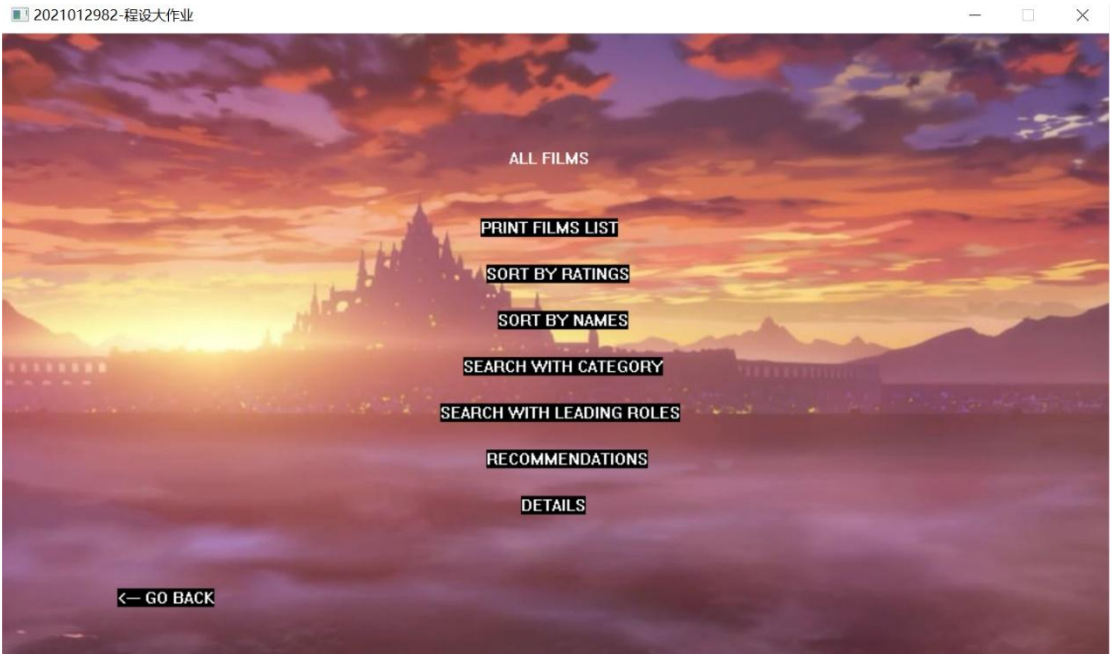 2021012982-程设大作业
ALL FILMS
PRINT FILMS LIST
SORT BY RATINGS
SORT BY NAMES
SEARCH WITH CATEGORY
SEARCH WITH LEADING ROLES
RECOMMENDATIONS
DETAILS
<— GO BACK